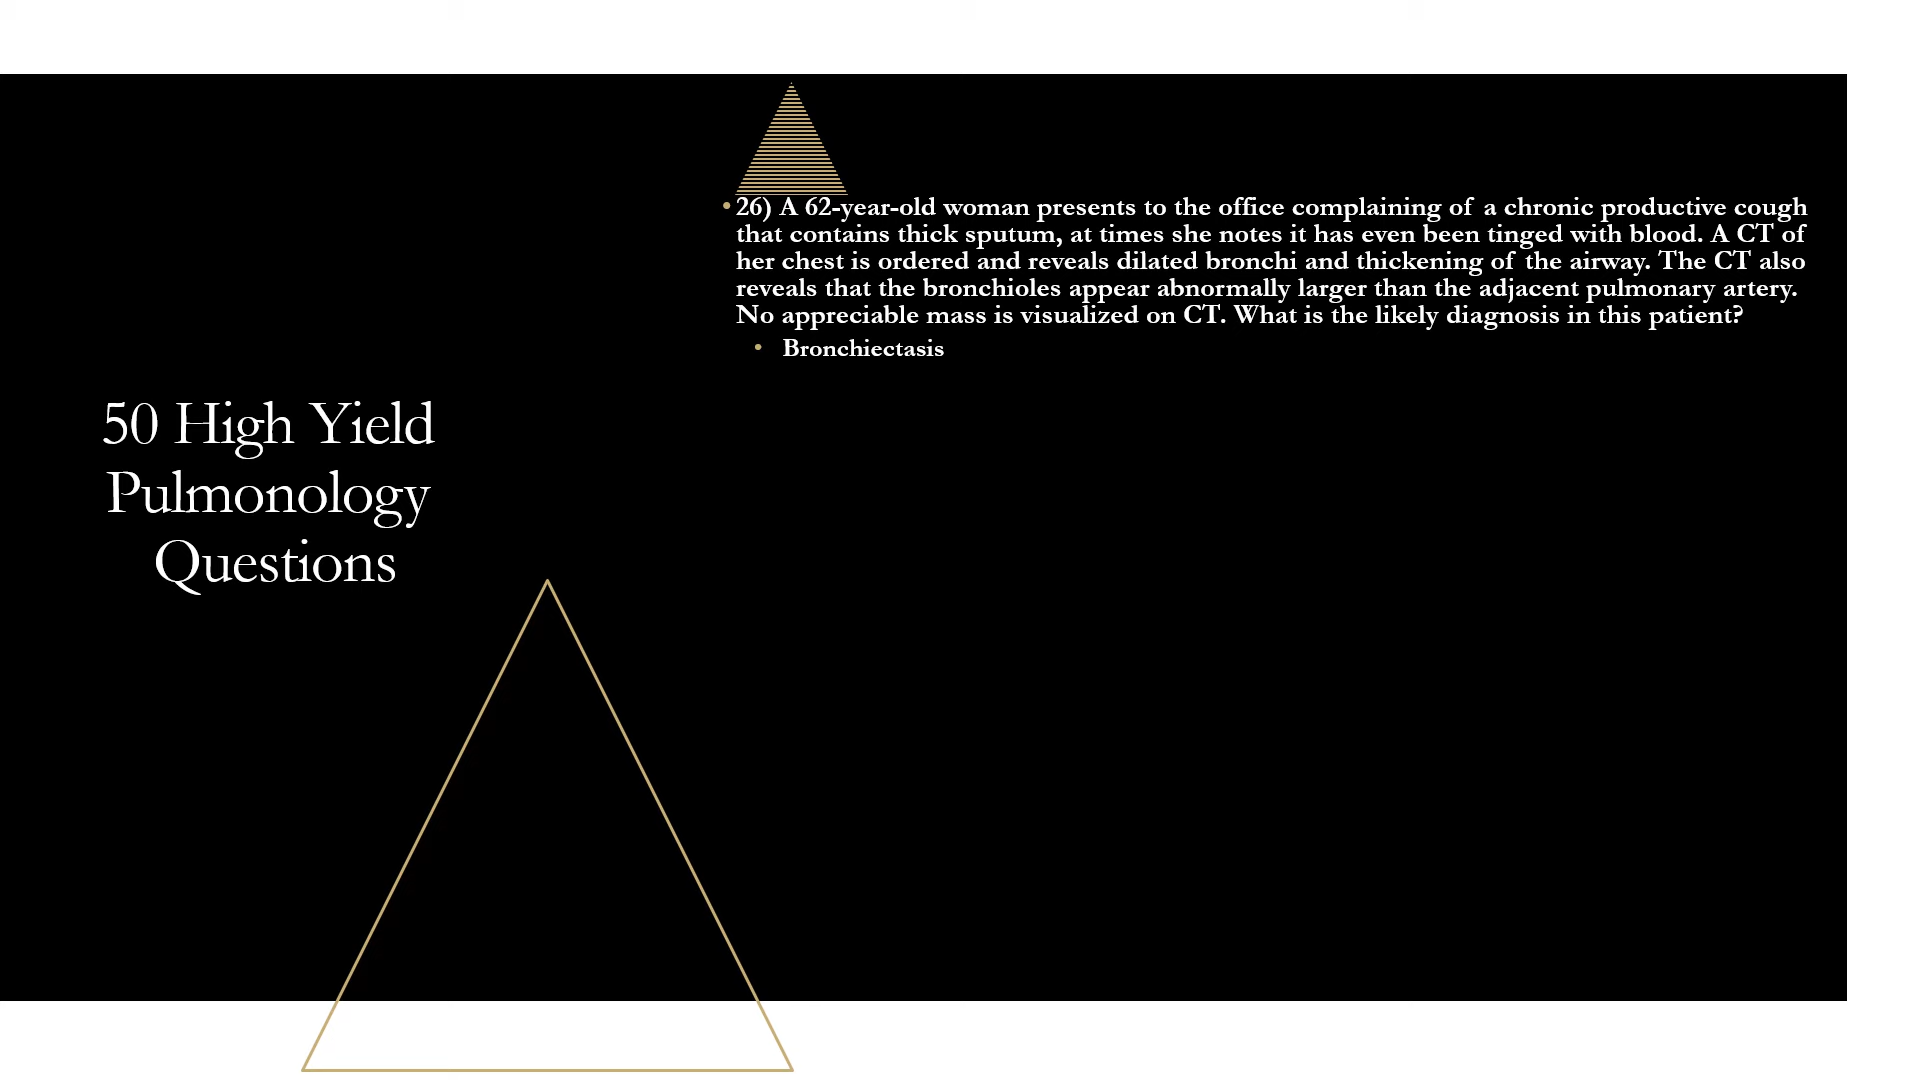 50 High Yield
Pulmonology
Questions
• 26) A 62-year-old woman presents to the office complaining of a chronic productive cough
that contains thick sputum, at times she notes it has even been tinged with blood. A CT of
her chest is ordered and reveals dilated bronchi and thickening of the airway. The CT also
reveals that the bronchioles appear abnormally larger than the adjacent pulmonary artery.
No appreciable mass is visualized on CT. What is the likely diagnosis in this patient?
• Bronchiectasis